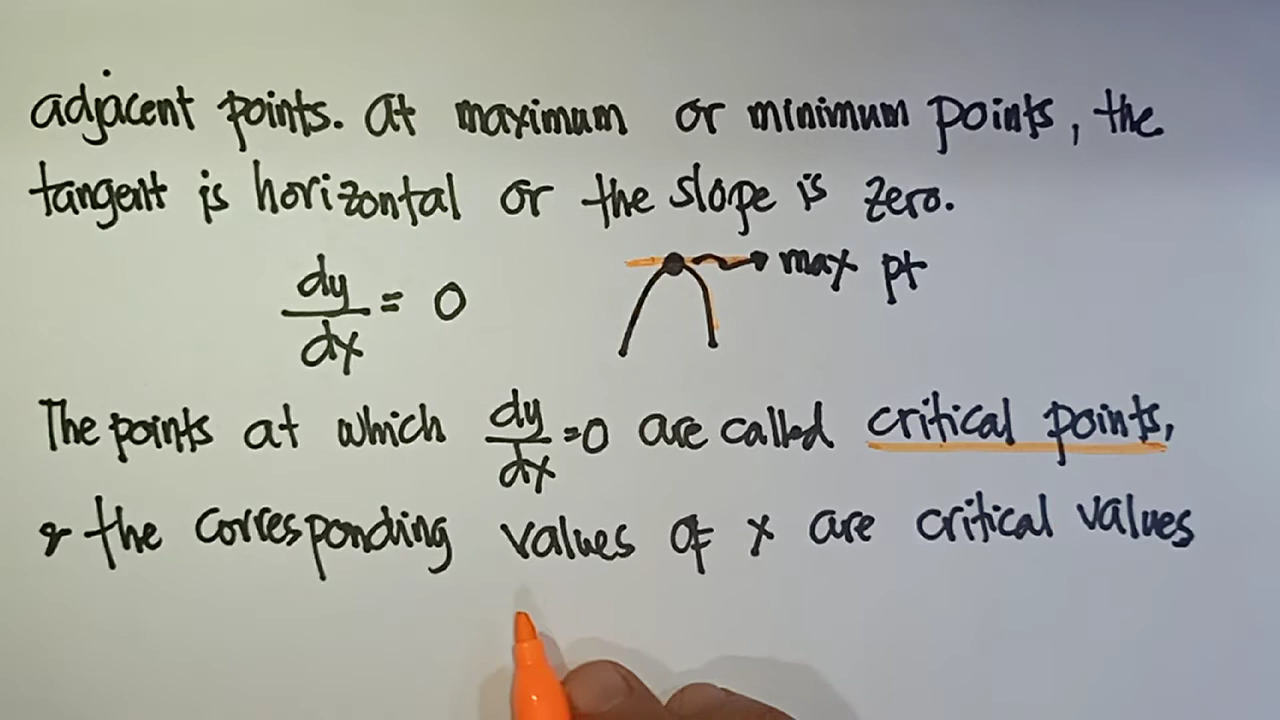 adjacent points. At maximum or minimum points, the
tangent is horizontal or the slope is zero.
dy/dx = 0
max pt
The points at which dy/dx = 0 are called critical points,
& the corresponding values of x are critical values